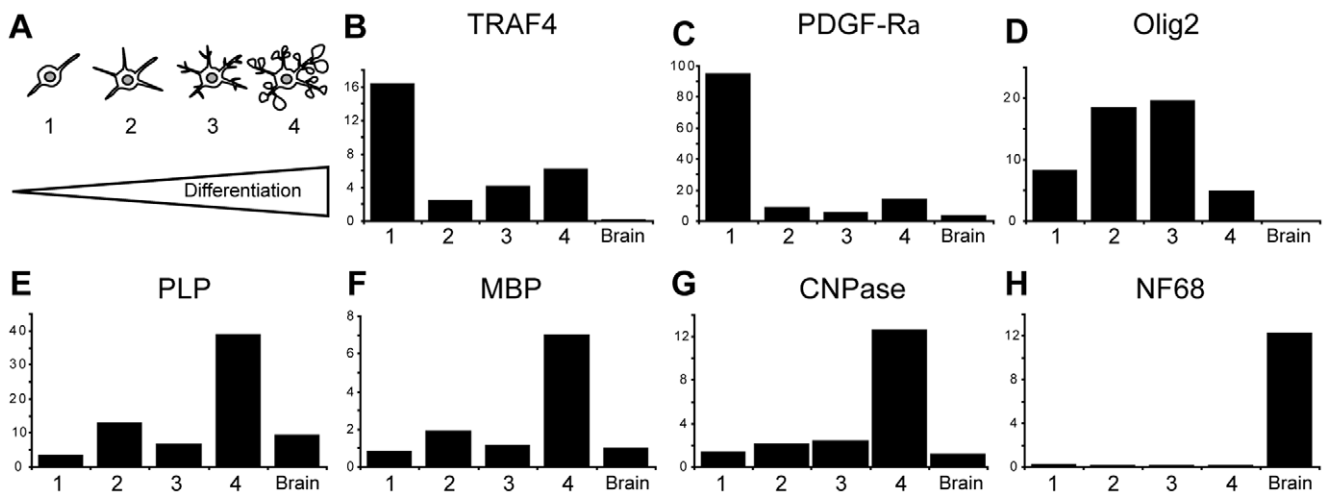 A
1 2 3 4
Differentiation
B TRAF4
16
12
8
4
0
1 2 3 4 Brain
C PDGF-Ra
100
80
60
40
20
0
1 2 3 4 Brain
D Olig2
20
10
0
1 2 3 4 Brain
E PLP
40
30
20
10
0
1 2 3 4 Brain
F MBP
8
6
4
2
0
1 2 3 4 Brain
G CNPase
12
8
4
0
1 2 3 4 Brain
H NF68
12
8
4
0
1 2 3 4 Brain